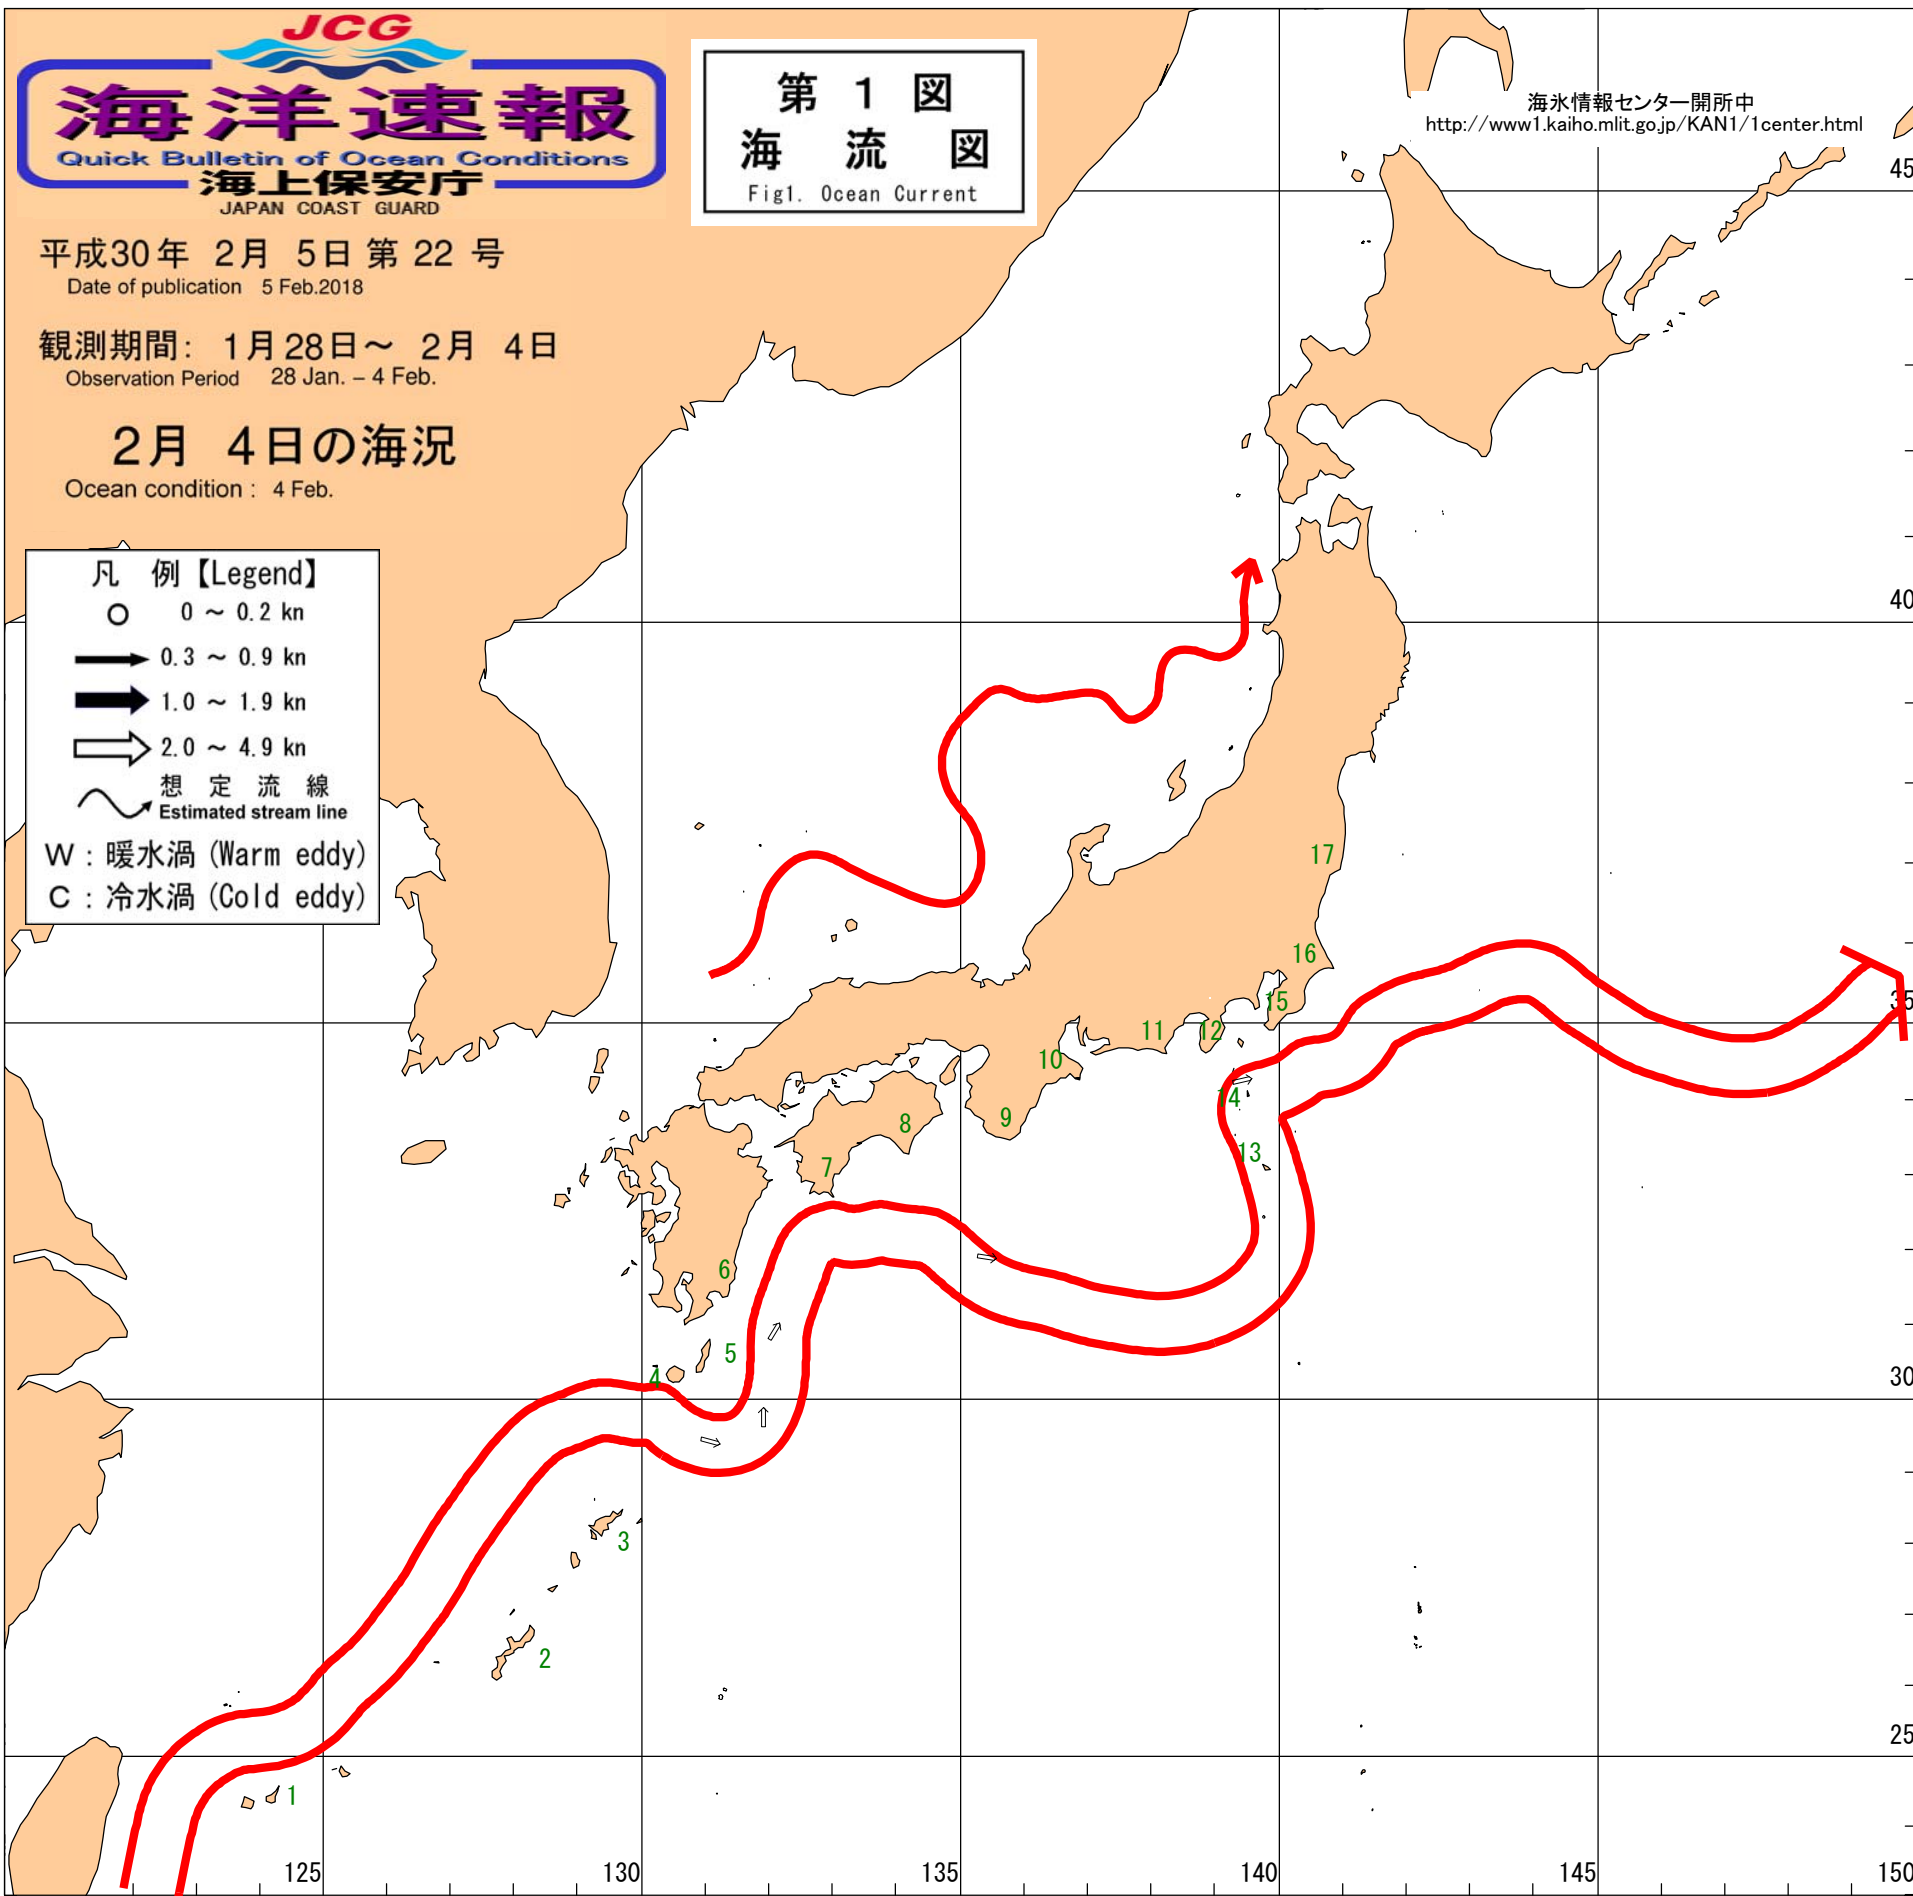 JCG
海洋速報
Quick Bulletin of Ocean Conditions
海上保安庁
JAPAN COAST GUARD
第 1 図
海 流 図
Fig1. Ocean Current
海氷情報センター開所中
http://www1.kaiho.mlit.go.jp/KAN1/1center.html
平成30年 2月 5日 第 22 号
Date of publication 5 Feb.2018
観測期間: 1月28日～ 2月 4日
Observation Period 28 Jan. – 4 Feb.
2月 4日の海況
Ocean condition : 4 Feb.
凡 例【Legend】
0 ～ 0.2 kn
0.3 ～ 0.9 kn
1.0 ～ 1.9 kn
2.0 ～ 4.9 kn
想 定 流 線
Estimated stream line
W : 暖水渦 (Warm eddy)
C : 冷水渦 (Cold eddy)
45
40
17
16
35
15
11
12
10
14
9
8
13
7
6
5
4
30
3
2
25
1
125
130
135
140
145
150